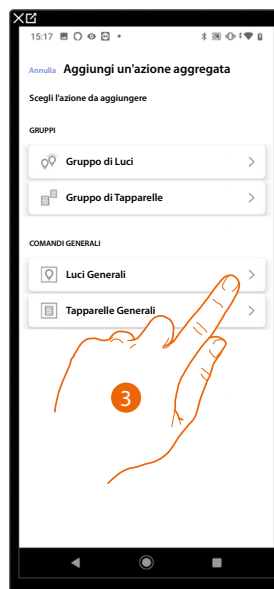 15:17
Annulla Aggiungi un'azione aggregata
Scegli l'azione da aggiungere
GRUPPI
Gruppo di Luci
Gruppo di Tapparelle
COMANDI GENERALI
Luci Generali
Tapparelle Generali
3